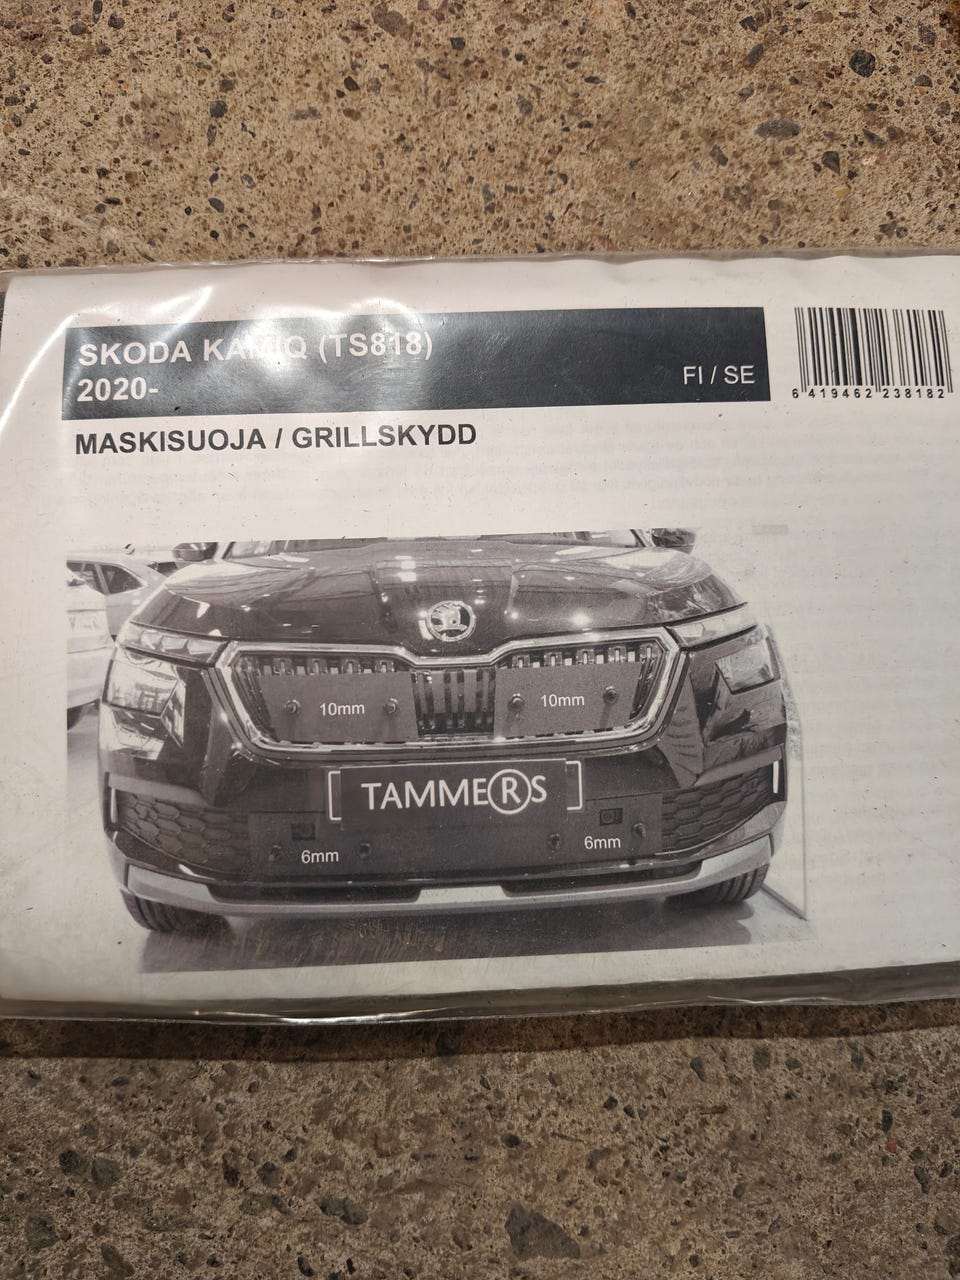 SKODA KAMIQ (TS818)
2020-
FI / SE
6 419462 238182
MASKISUOJA / GRILLSKYDD
10mm
10mm
TAMMERS
6mm
6mm